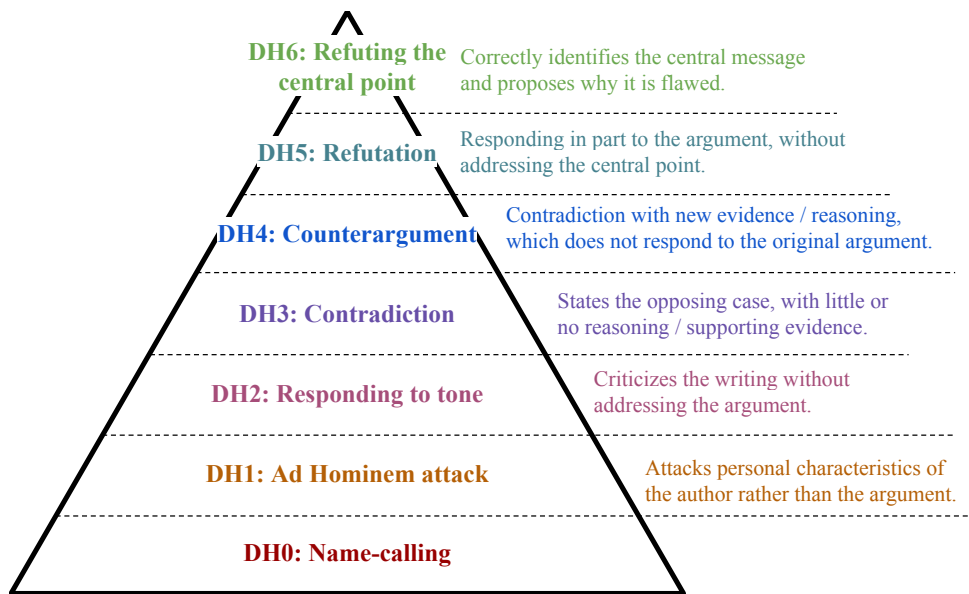 DH6: Refuting the
central point
Correctly identifies the central message
and proposes why it is flawed.
DH5: Refutation
Responding in part to the argument, without
addressing the central point.
DH4: Counterargument
Contradiction with new evidence / reasoning,
which does not respond to the original argument.
DH3: Contradiction
States the opposing case, with little or
no reasoning / supporting evidence.
DH2: Responding to tone
Criticizes the writing without
addressing the argument.
DH1: Ad Hominem attack
Attacks personal characteristics of
the author rather than the argument.
DH0: Name-calling